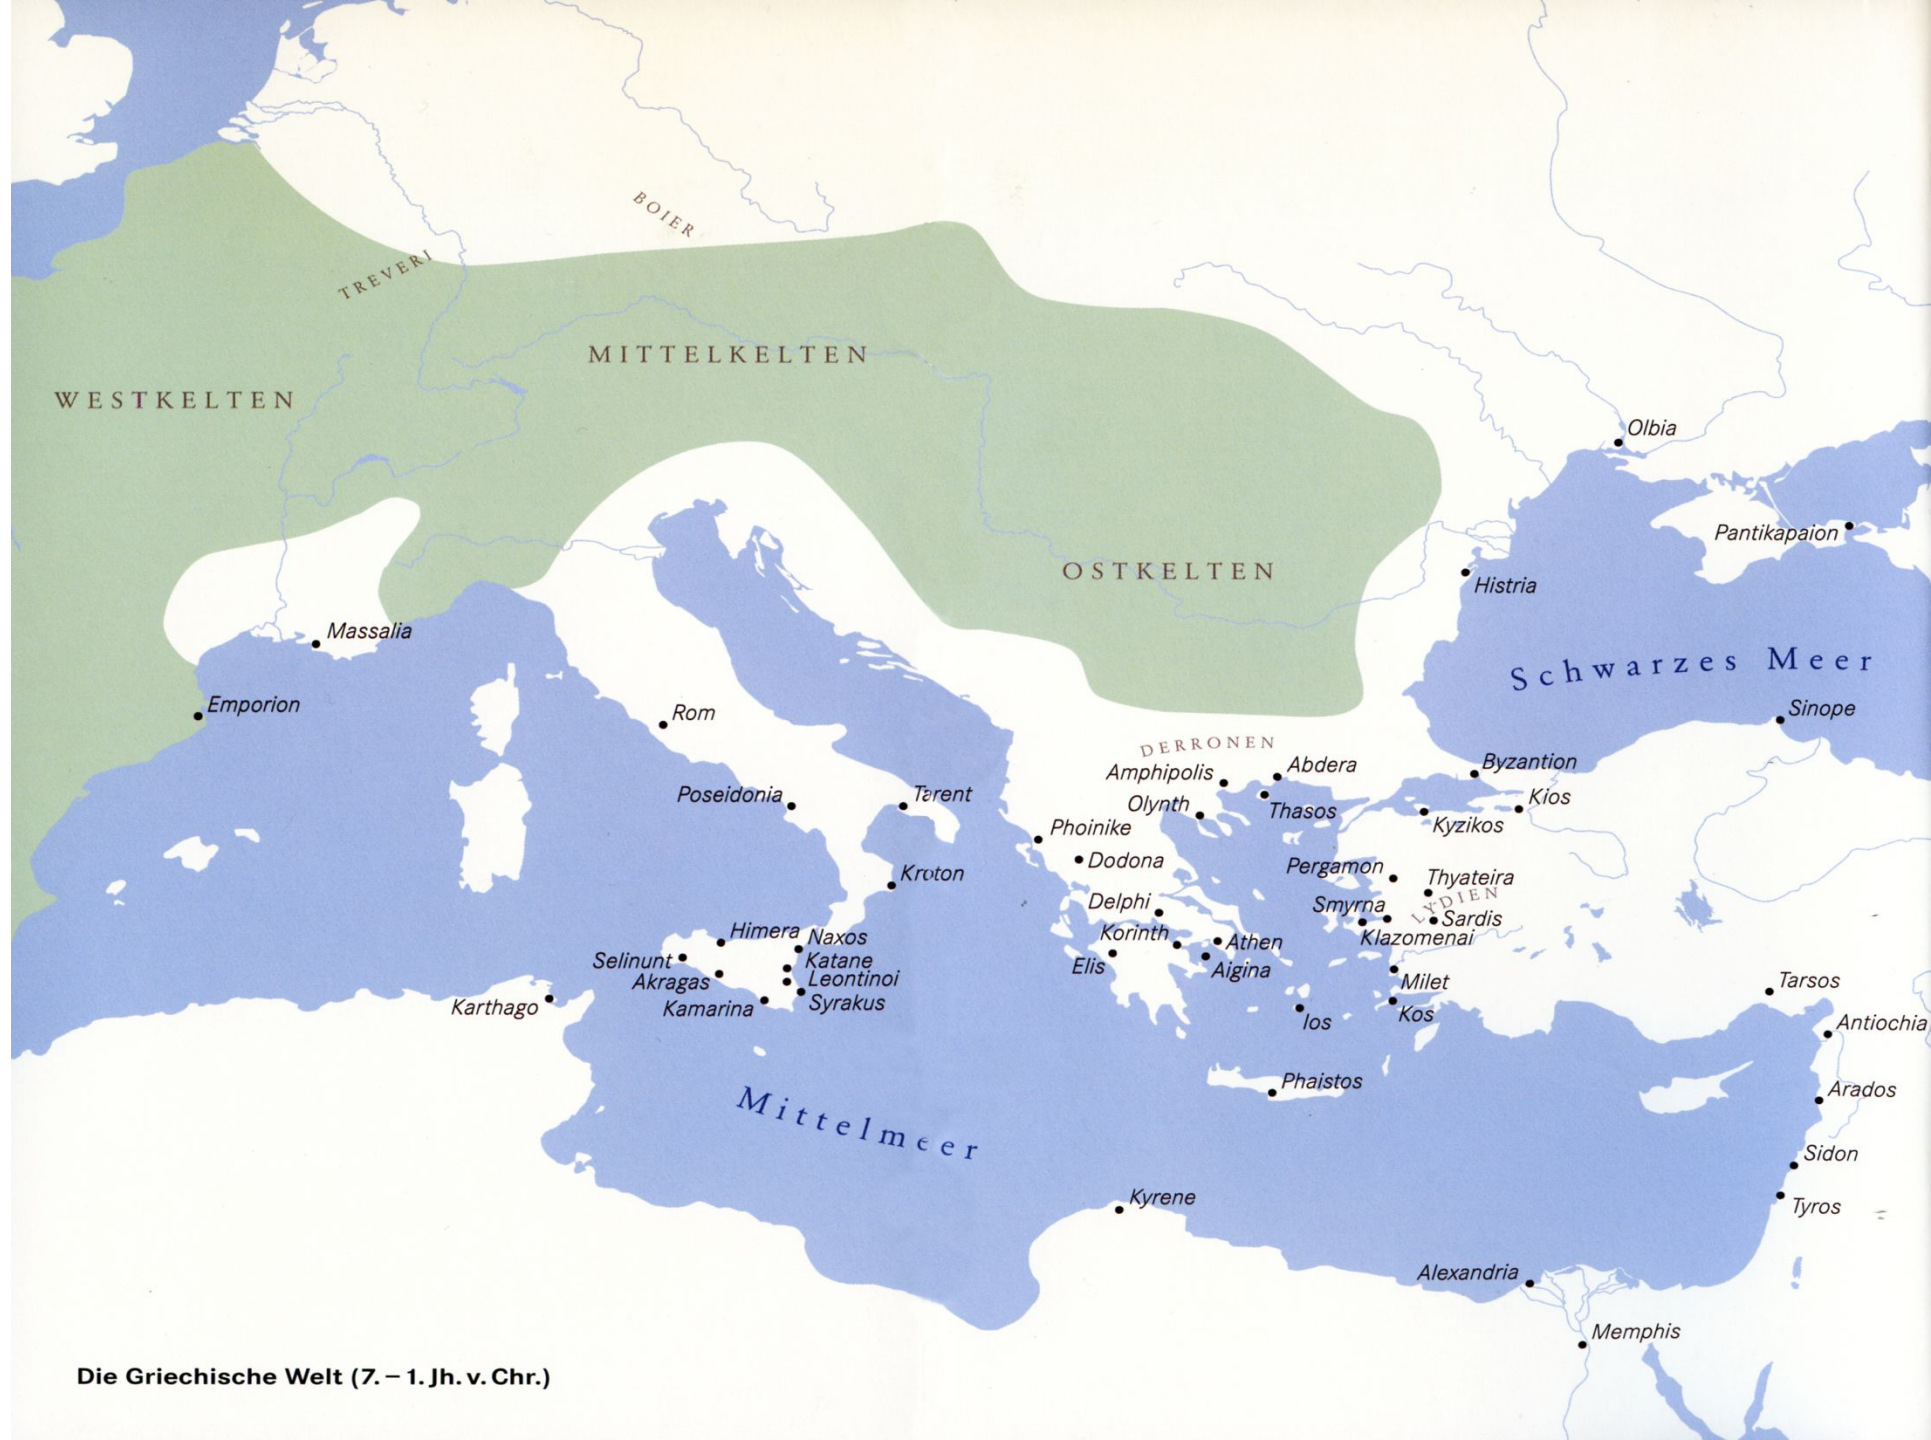 BOIER
TREVERI
MITTELKELTEN
WESTKELTEN
Olbia
Pantikapaion
OSTKELTEN
Histria
Massalia
Schwarzes Meer
Emporion
Rom
Sinope
DERRONEN
Byzantion
Abdera
Amphipolis
Poseidonia
Tarent
Olynth
Thasos
Kios
Kyzikos
Phoinike
Dodona
Pergamon
Kroton
Thyateira
LYDIEN
Delphi
Smyrna
Sardis
Himera
Naxos
Korinth
Athen
Klazomenai
Selinunt
Katane
Elis
Aigina
Akragas
Leontinoi
Milet
Tarsos
Karthago
Kamarina
Syrakus
Ios
Kos
Antiochia
Phaistos
Arados
Mittelmeer
Sidon
Kyrene
Tyros
Alexandria
Memphis
Die Griechische Welt (7. – 1. Jh. v. Chr.)